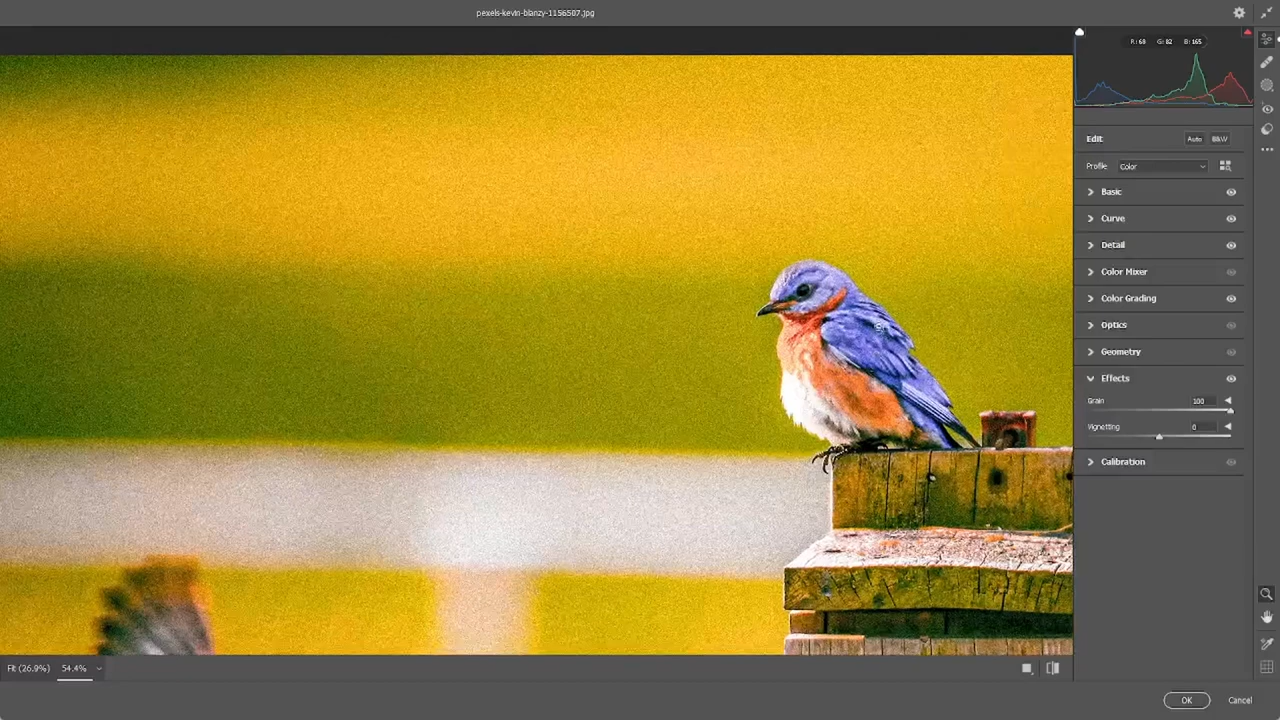 pexels-kevin-blanzy-1156507.jpg
R: 68 G: 82 B: 165
Edit Auto B&W
Profile Color
Basic
Curve
Detail
Color Mixer
Color Grading
Optics
Geometry
Effects
Grain 100
Vignetting 0
Calibration
Fit (26.9%) 54.4%
OK Cancel